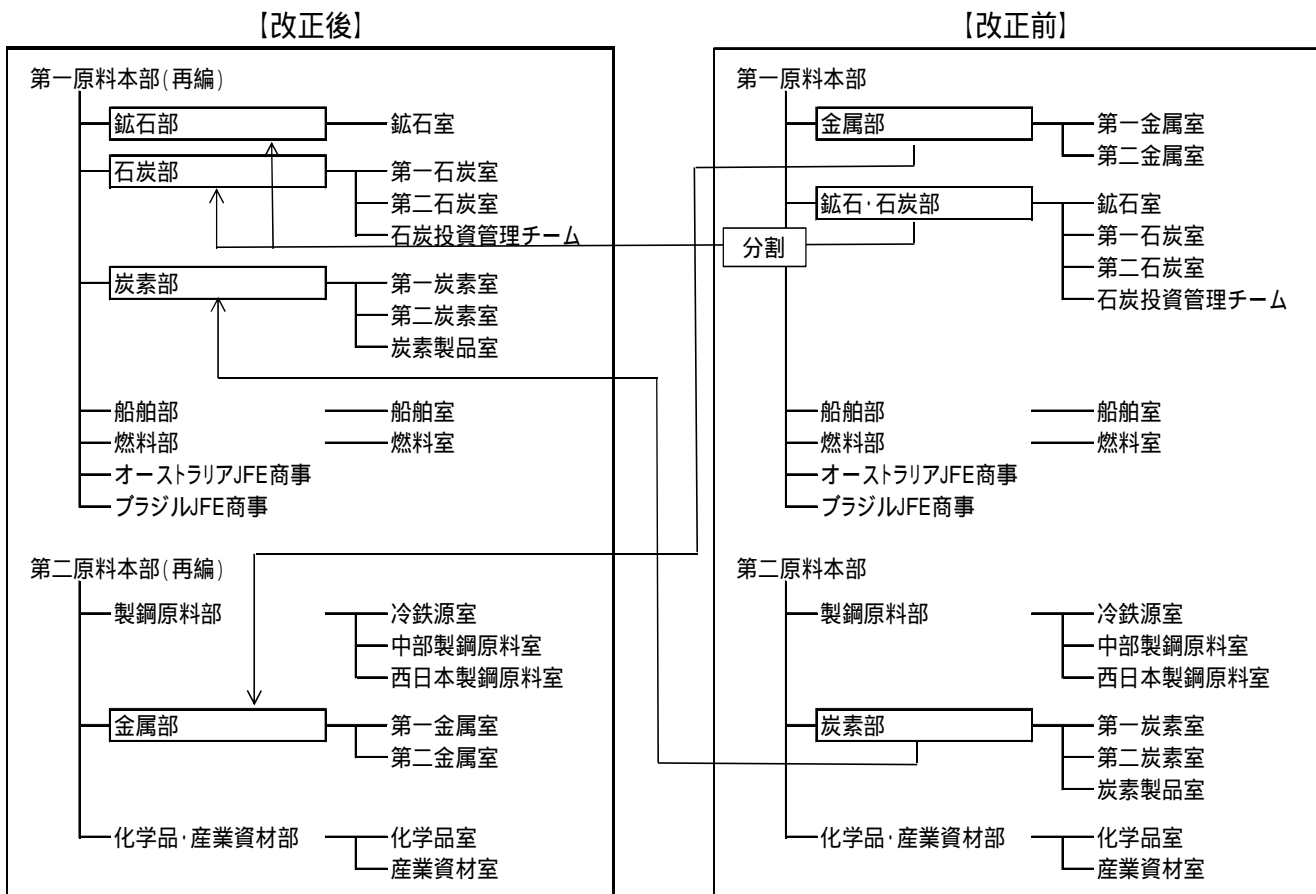 【改正後】
第一原料本部(再編)
鉱石部
鉱石室
石炭部
第一石炭室
第二石炭室
石炭投資管理チーム
炭素部
第一炭素室
第二炭素室
炭素製品室
船舶部
船舶室
燃料部
燃料室
オーストラリアJFE商事
ブラジルJFE商事
第二原料本部(再編)
製鋼原料部
冷鉄源室
中部製鋼原料室
西日本製鋼原料室
金属部
第一金属室
第二金属室
化学品・産業資材部
化学品室
産業資材室
【改正前】
第一原料本部
金属部
第一金属室
第二金属室
鉱石・石炭部
鉱石室
第一石炭室
分割
第二石炭室
石炭投資管理チーム
船舶部
船舶室
燃料部
燃料室
オーストラリアJFE商事
ブラジルJFE商事
第二原料本部
製鋼原料部
冷鉄源室
中部製鋼原料室
西日本製鋼原料室
炭素部
第一炭素室
第二炭素室
炭素製品室
化学品・産業資材部
化学品室
産業資材室